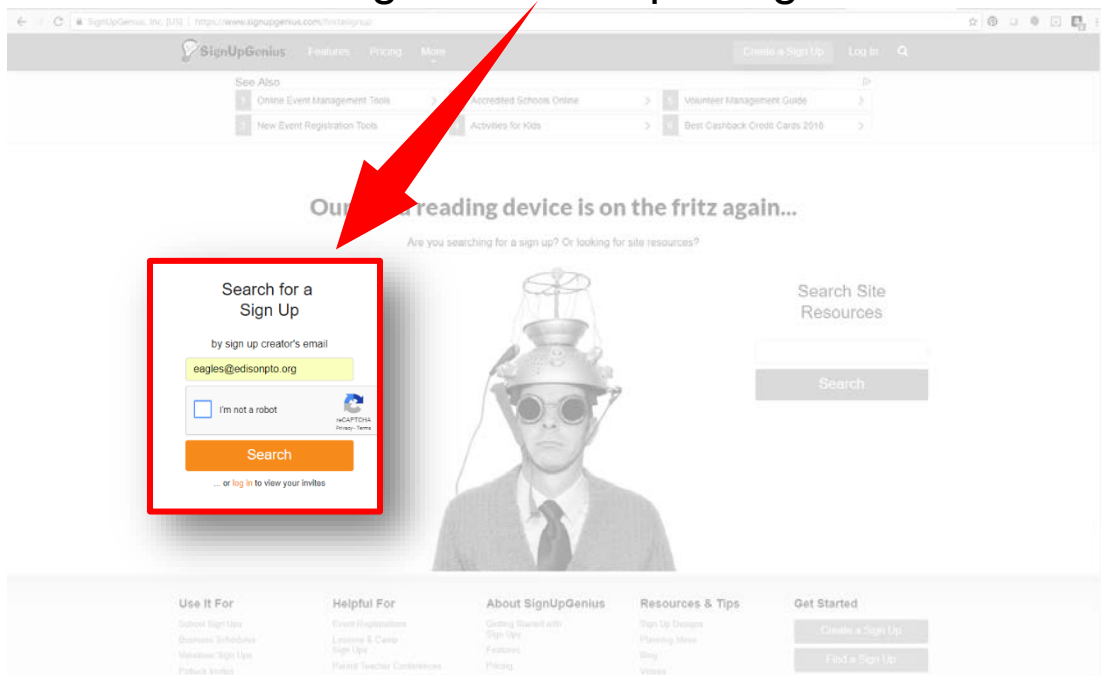 SignUpGenius, Inc. [US] | https://www.signupgenius.com/findasignup
SignUpGenius Features Pricing More Create a Sign Up Log In
See Also
1 Online Event Management Tools > Accredited Schools Online > 5 Volunteer Management Guide >
New Event Registration Tools Activities for Kids > 6 Best Cashback Credit Cards 2018 >
Our reading device is on the fritz again...
Are you searching for a sign up? Or looking for site resources?
Search for a
Sign Up
by sign up creator's email
eagles@edisonpto.org
I'm not a robot
reCAPTCHA
Privacy - Terms
Search
... or log in to view your invites
Search Site
Resources
Search
Use It For
School Sign Ups
Business Schedules
Volunteer Sign Ups
Potluck Invites
Helpful For
Event Registrations
Lessons & Camp
Sign Ups
Parent Teacher Conferences
About SignUpGenius
Getting Started with
Sign Ups
Features
Pricing
Resources & Tips
Sign Up Designs
Planning Ideas
Blog
Videos
Get Started
Create a Sign Up
Find a Sign Up